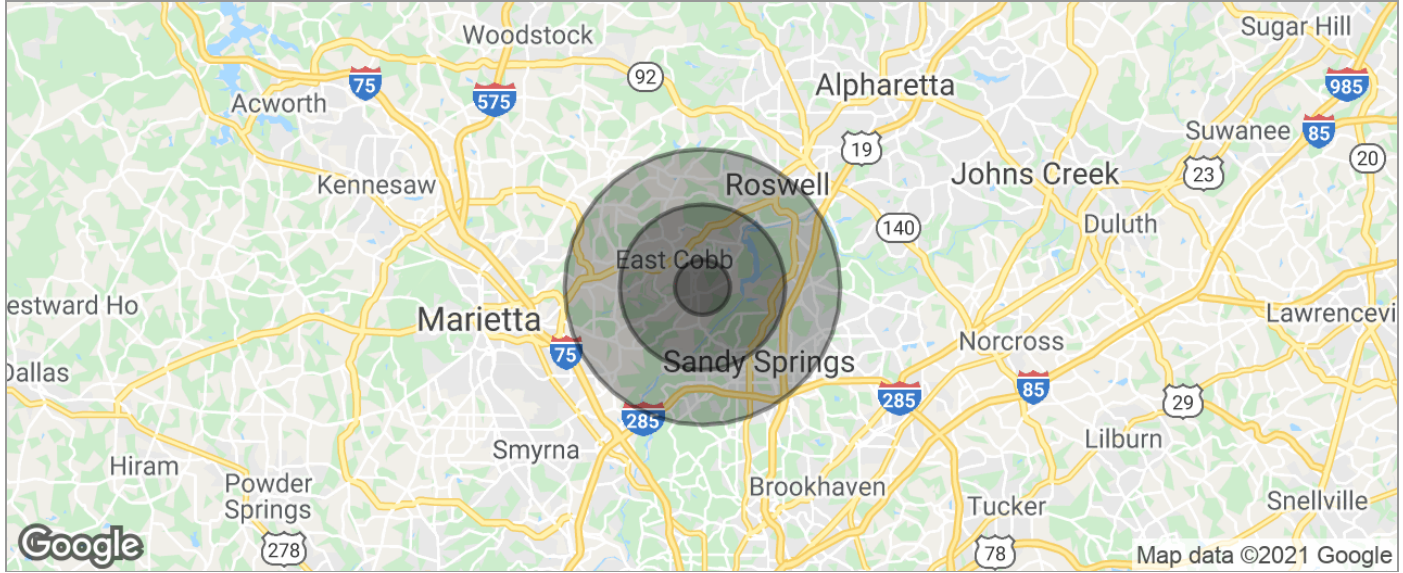 Sugar Hill
Woodstock
92
75
Alpharetta
985
575
Acworth
Suwanee
85
19
20
23
Kennesaw
Roswell
Johns Creek
140
Duluth
East Cobb
estward Ho
Marietta
Lawrencevi
75
Norcross
Sandy Springs
Dallas
285
85
29
285
Smyrna
Lilburn
Hiram
Powder
Springs
Brookhaven
Tucker
Snellville
Google
278
78
Map data ©2021 Google